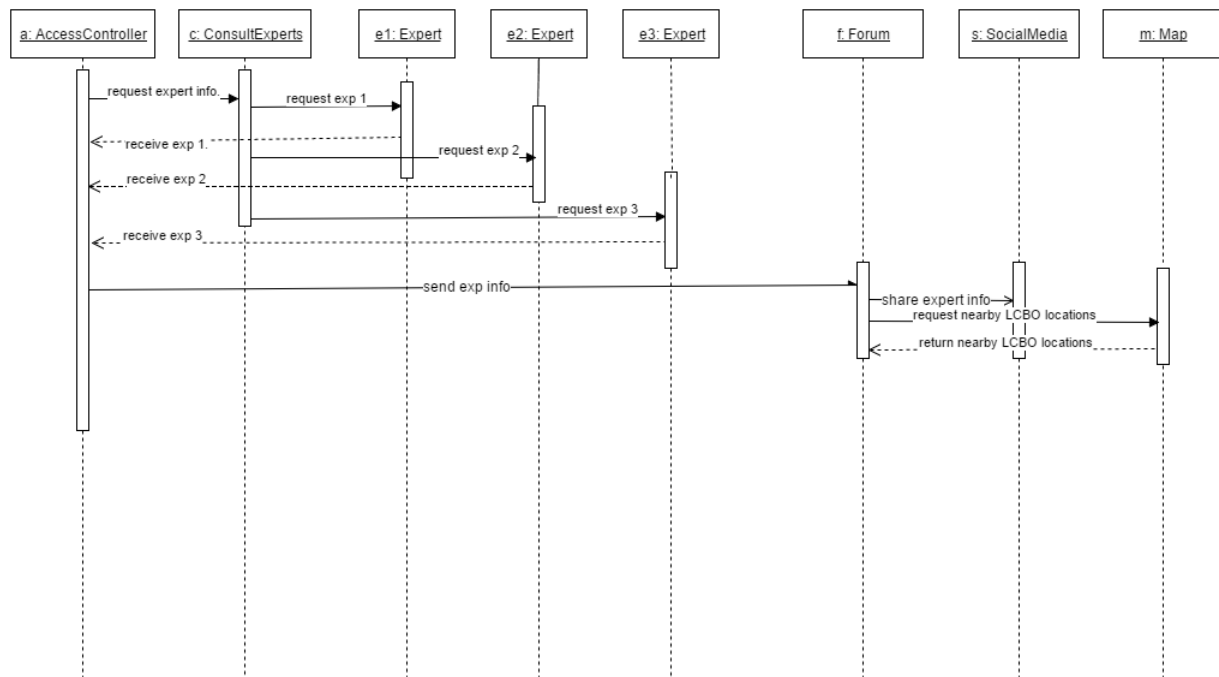 a: AccessController
c: ConsultExperts
e1: Expert
e2: Expert
e3: Expert
f: Forum
s: SocialMedia
m: Map
request expert info.
request exp 1
receive exp 1.
request exp 2
receive exp 2
request exp 3
receive exp 3
send exp info
share expert info
request nearby LCBO locations
return nearby LCBO locations